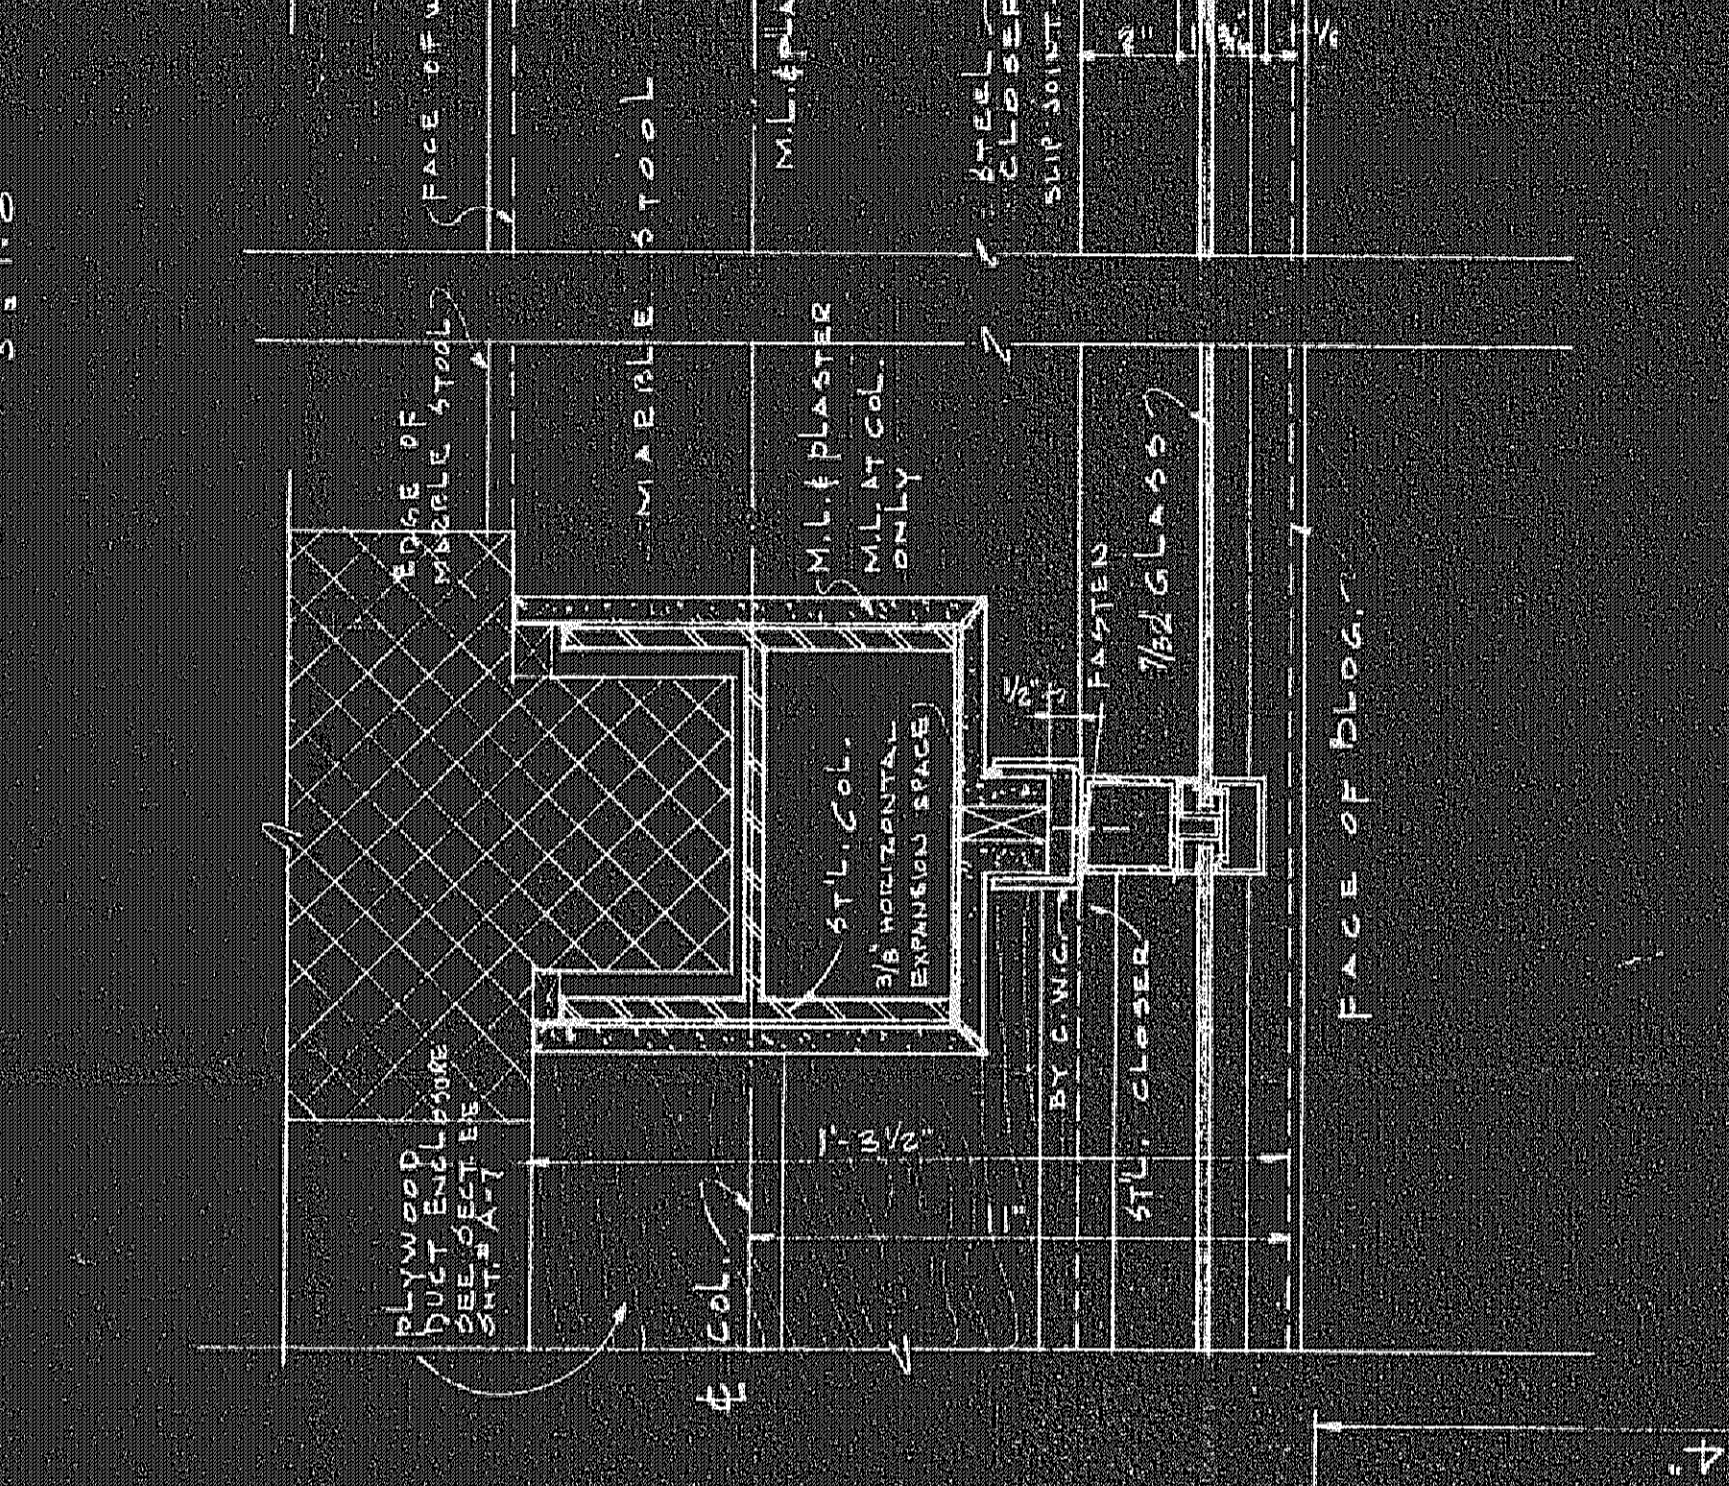 FACE OF
EDGE OF
MARBLE STOOL
MARBLE STOOL
M.L. & PLA
M.L. & PLASTER
M.L. AT COL.
ONLY
STEEL
CLOSER
SLIP JOINT
FASTEN
1/2"
7/32 GLASS
FACE OF BLDG.
ST'L. COL.
3/8" HORIZONTAL
EXPANSION SPACE
BY C.W.C.
ST'L. CLOSER
PLYWOOD
DUCT ENCLOSURE
SEE SECT. E-E
SHT. # A-7
1'-3 1/2"
℄ COL.
4"